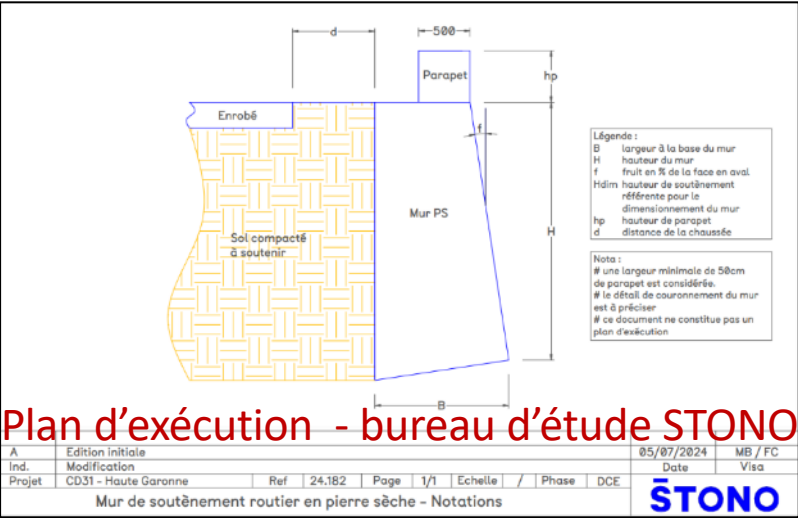 d
500
Parapet
hp
Enrobé
f
Mur PS
H
Sol compacté
à soutenir
B
Légende :
B largeur à la base du mur
H hauteur du mur
f fruit en % de la face en aval
Hdim hauteur de soutènement
référente pour le
dimensionnement du mur
hp hauteur de parapet
d distance de la chaussée
Nota :
# une largeur minimale de 50cm
de parapet est considérée.
# le détail de couronnement du mur
est à préciser
# ce document ne constitue pas un
plan d'exécution
Plan d’exécution - bureau d’étude STONO
A Edition initiale 05/07/2024 MB / FC
Ind. Modification Date Visa
Projet CD31 - Haute Garonne Ref 24.182 Page 1/1 Echelle / Phase DCE
Mur de soutènement routier en pierre sèche - Notations
STONO